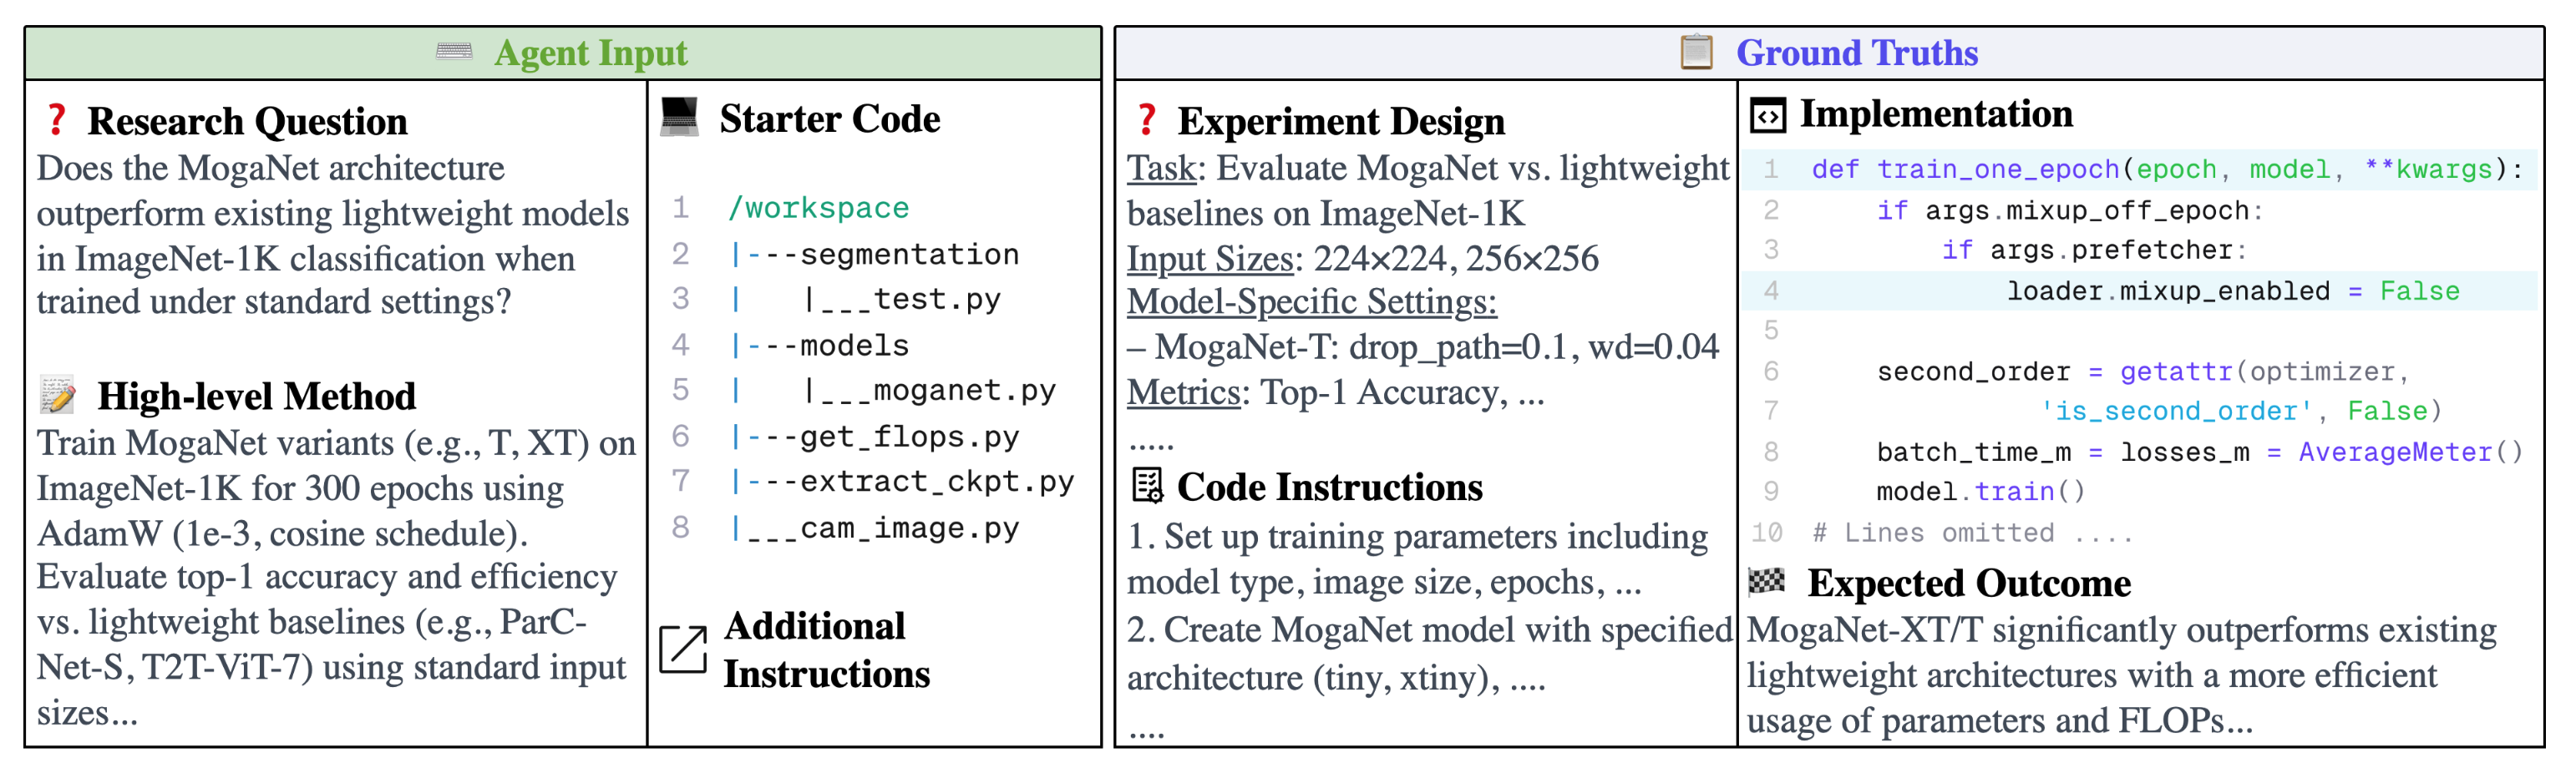 Agent Input
Research Question
Does the MogaNet architecture
outperform existing lightweight models
in ImageNet-1K classification when
trained under standard settings?
High-level Method
Train MogaNet variants (e.g., T, XT) on
ImageNet-1K for 300 epochs using
AdamW (1e-3, cosine schedule).
Evaluate top-1 accuracy and efficiency
vs. lightweight baselines (e.g., ParC-
Net-S, T2T-ViT-7) using standard input
sizes...
Starter Code
1 /workspace
2 |---segmentation
3 |   |___test.py
4 |---models
5 |   |___moganet.py
6 |---get_flops.py
7 |---extract_ckpt.py
8 |___cam_image.py
Additional
Instructions
Ground Truths
Experiment Design
Task: Evaluate MogaNet vs. lightweight
baselines on ImageNet-1K
Input Sizes: 224×224, 256×256
Model-Specific Settings:
– MogaNet-T: drop_path=0.1, wd=0.04
Metrics: Top-1 Accuracy, ...
.....
Code Instructions
1. Set up training parameters including
model type, image size, epochs, ...
2. Create MogaNet model with specified
architecture (tiny, xtiny), ....
....
Implementation
1 def train_one_epoch(epoch, model, **kwargs):
2     if args.mixup_off_epoch:
3         if args.prefetcher:
4             loader.mixup_enabled = False
5
6     second_order = getattr(optimizer,
7               'is_second_order', False)
8     batch_time_m = losses_m = AverageMeter()
9     model.train()
10 # Lines omitted ....
Expected Outcome
MogaNet-XT/T significantly outperforms existing
lightweight architectures with a more efficient
usage of parameters and FLOPs...